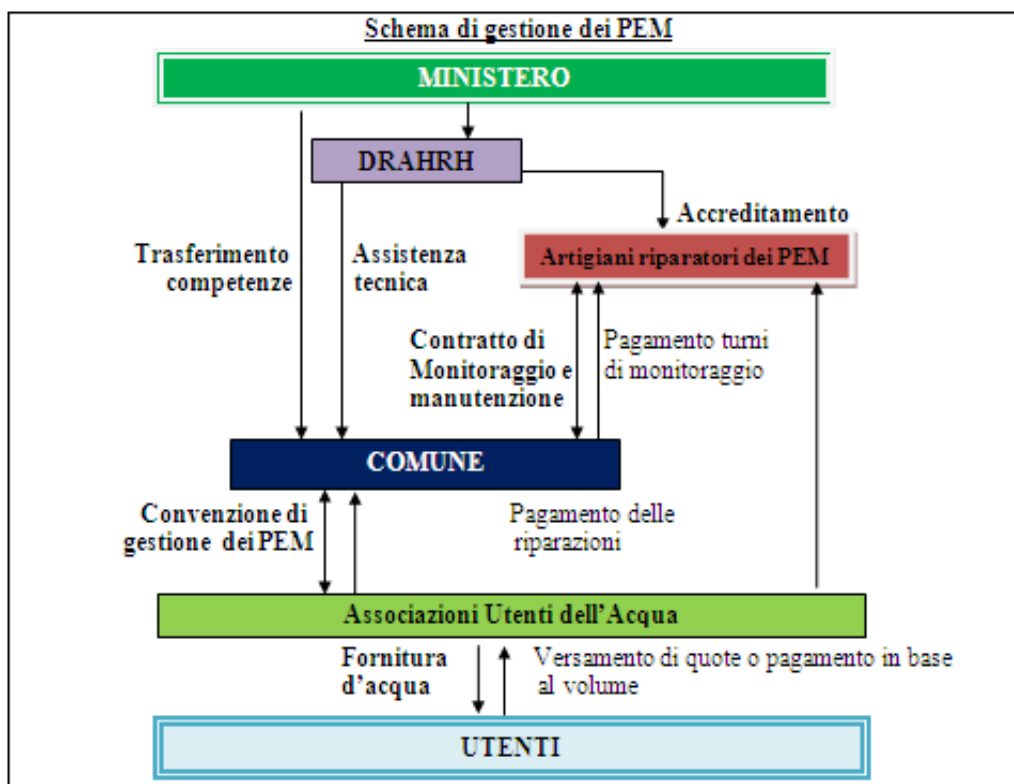 Schema di gestione dei PEM
MINISTERO
DRAHRH
Accreditamento
Trasferimento
competenze
Assistenza
tecnica
Artigiani riparatori dei PEM
Contratto di
Monitoraggio e
manutenzione
Pagamento turni
di monitoraggio
COMUNE
Convenzione di
gestione dei PEM
Pagamento delle
riparazioni
Associazioni Utenti dell’Acqua
Fornitura
d’acqua
Versamento di quote o pagamento in base
al volume
UTENTI